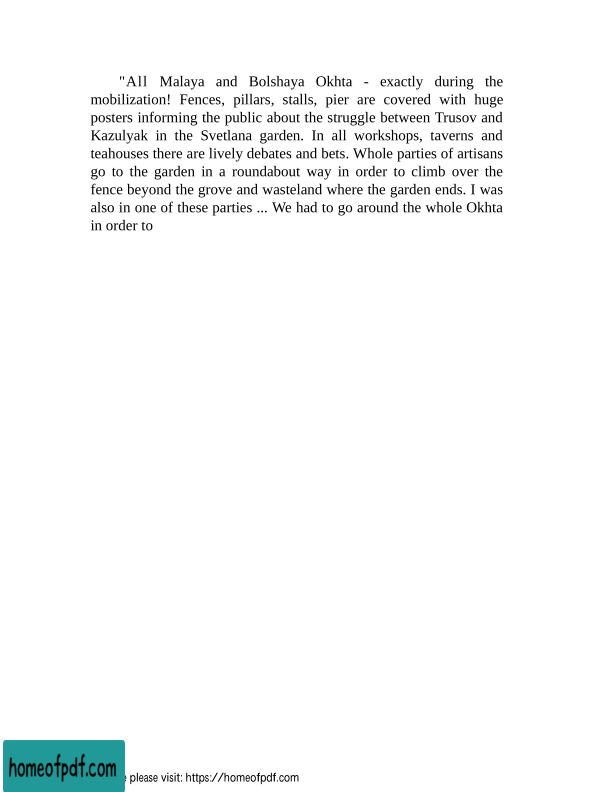 "All Malaya and Bolshaya Okhta - exactly during the
mobilization! Fences, pillars, stalls, pier are covered with huge
posters informing the public about the struggle between Trusov and
Kazulyak in the Svetlana garden. In all workshops, taverns and
teahouses there are lively debates and bets. Whole parties of artisans
go to the garden in a roundabout way in order to climb over the
fence beyond the grove and wasteland where the garden ends. I was
also in one of these parties ... We had to go around the whole Okhta
in order to
homeofpdf.com
please visit: https://homeofpdf.com